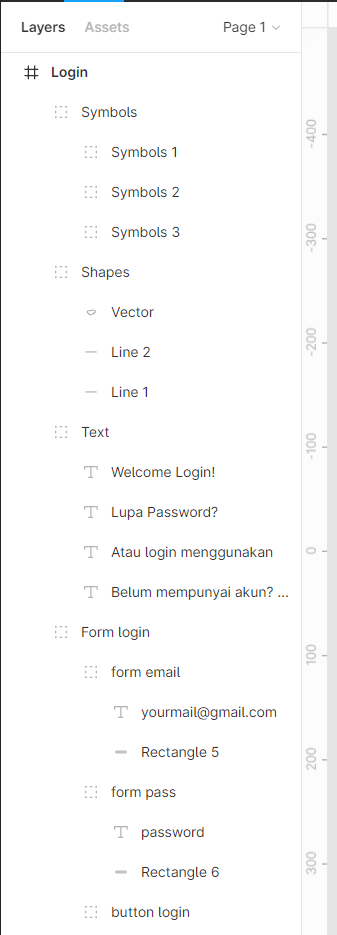 Layers Assets Page 1
Login
Symbols
Symbols 1
Symbols 2
Symbols 3
Shapes
Vector
Line 2
Line 1
Text
Welcome Login!
Lupa Password?
Atau login menggunakan
Belum mempunyai akun? ...
Form login
form email
yourmail@gmail.com
Rectangle 5
form pass
password
Rectangle 6
button login
-400
-300
-200
-100
0
100
200
300